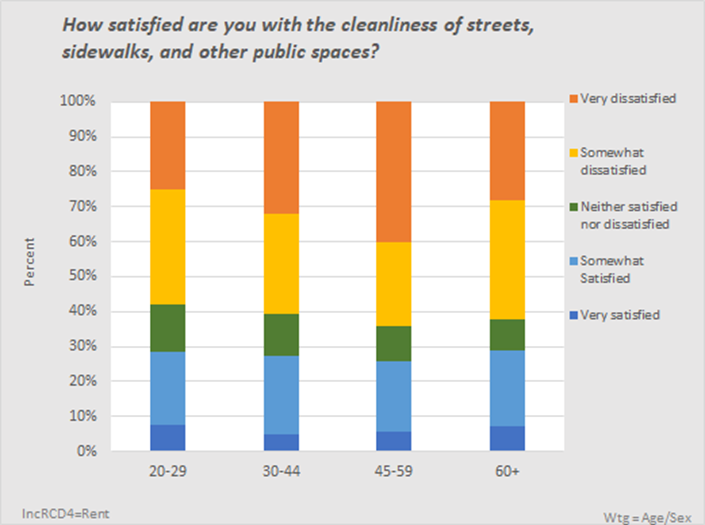 How satisfied are you with the cleanliness of streets,
sidewalks, and other public spaces?
100%
90%
80%
70%
60%
50%
40%
30%
20%
10%
0%
Percent
20-29
30-44
45-59
60+
Very dissatisfied
Somewhat
dissatisfied
Neither satisfied
nor dissatisfied
Somewhat
Satisfied
Very satisfied
IncRCD4=Rent
Wtg = Age/Sex